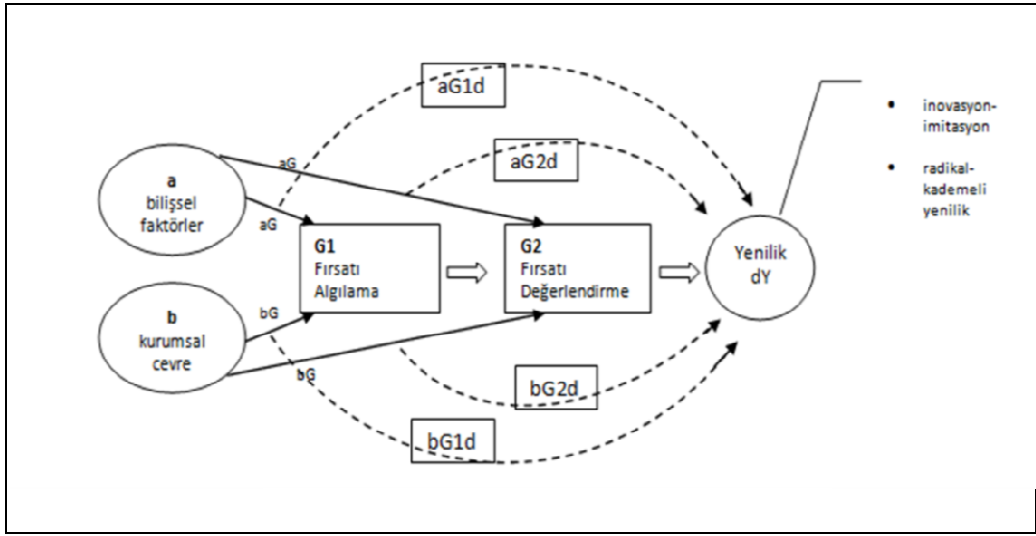 aG1d
aG2d
aG
a
bilişsel
faktörler
aG
G1
Fırsatı
Algılama
G2
Fırsatı
Değerlendirme
Yenilik
dY
inovasyon-
imitasyon
radikal-
kademeli
yenilik
bG
b
kurumsal
cevre
bG
bG2d
bG1d